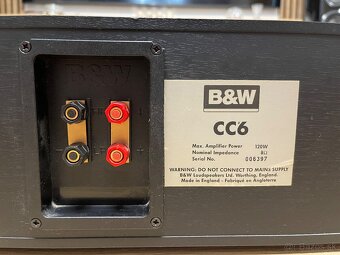 B&W
B&W
CC6
Max. Amplifier Power 120W
Nominal Impedance 8Ω
Serial No. 006397
WARNING: DO NOT CONNECT TO MAINS SUPPLY
B&W Loudspeakers Ltd. Worthing, England.
Made in England - Fabriqué en Angleterre